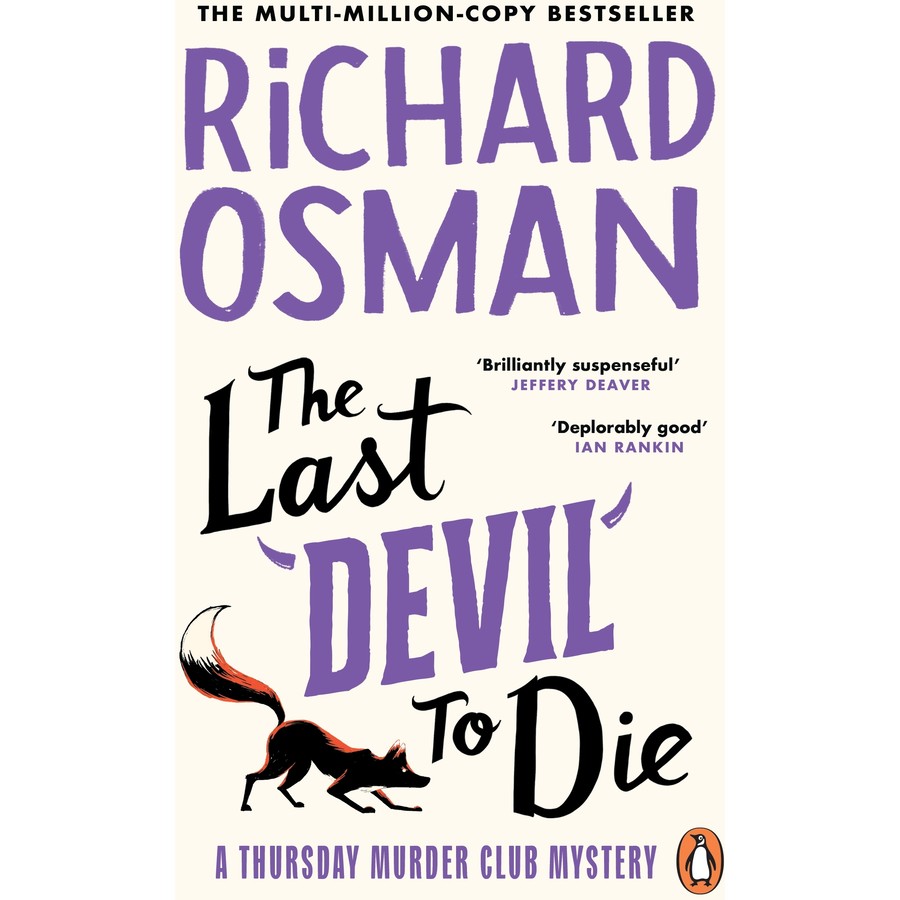 THE MULTI-MILLION-COPY BESTSELLER
RiCHARD
OSMAN
The
Last
DEVIL
To Die
‘Brilliantly suspenseful’
JEFFERY DEAVER
‘Deplorably good’
IAN RANKIN
A THURSDAY MURDER CLUB MYSTERY